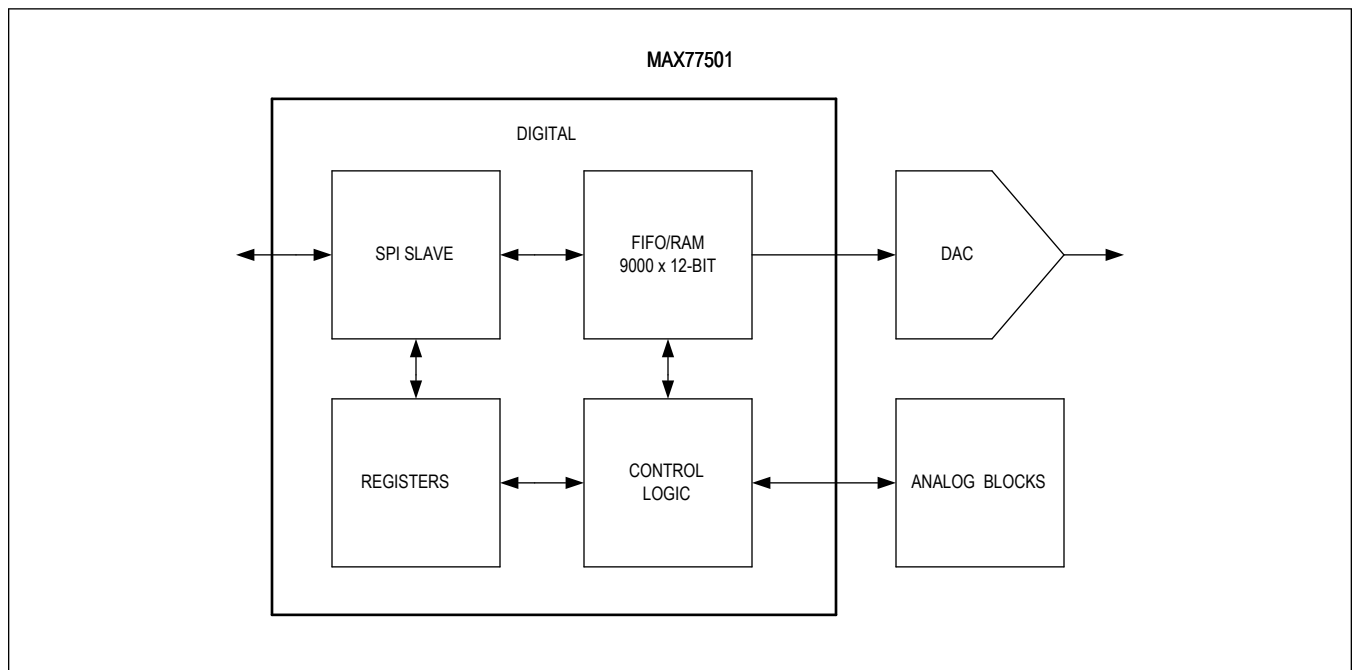 MAX77501
DIGITAL
SPI SLAVE
FIFO/RAM
9000 x 12-BIT
DAC
REGISTERS
CONTROL
LOGIC
ANALOG BLOCKS